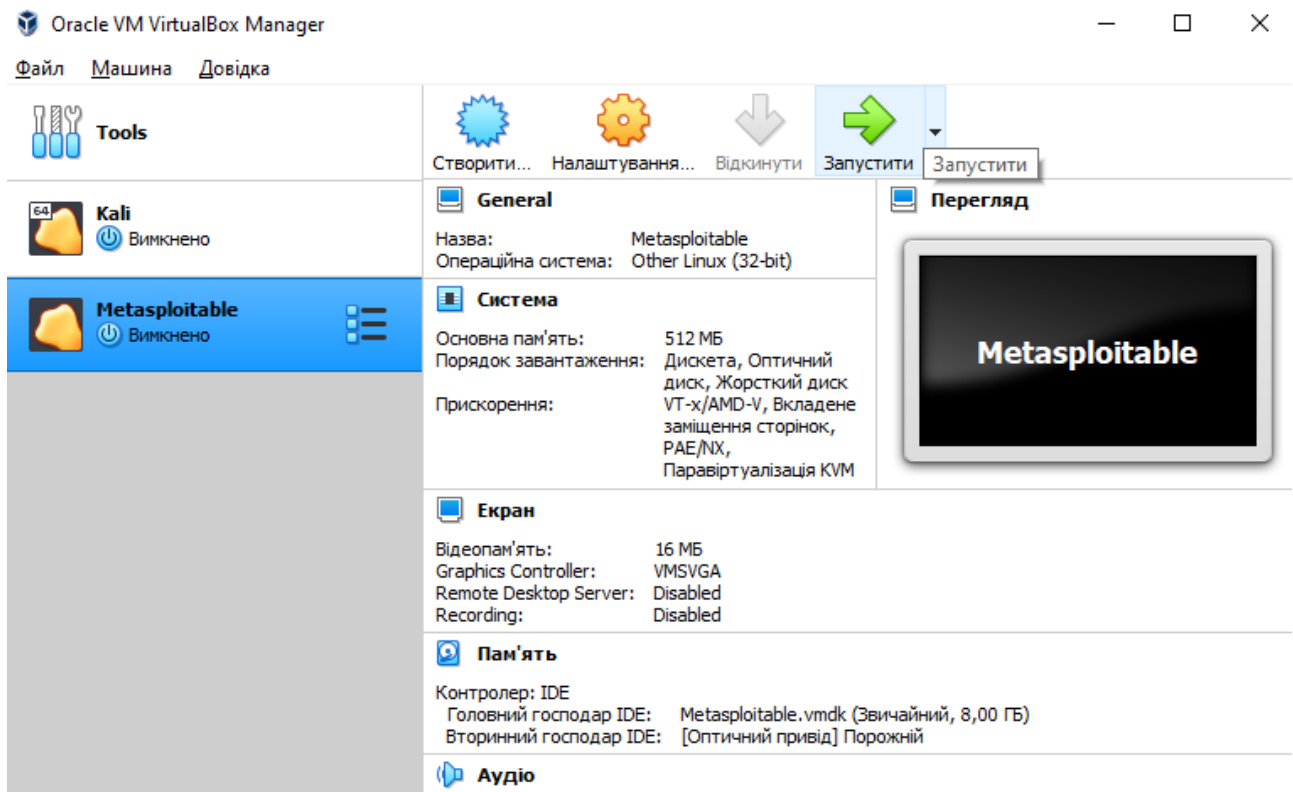 Oracle VM VirtualBox Manager
Файл Машина Довідка
Tools
64
Kali
Вимкнено
Metasploitable
Вимкнено
Створити... Налаштування... Відкинути Запустити
Запустити
General
Назва: Metasploitable
Операційна система: Other Linux (32-bit)
Перегляд
Metasploitable
Система
Основна пам'ять: 512 МБ
Порядок завантаження: Дискета, Оптичний
диск, Жорсткий диск
Прискорення: VT-x/AMD-V, Вкладене
заміщення сторінок,
PAE/NX,
Паравіртуалізація KVM
Екран
Відеопам'ять: 16 МБ
Graphics Controller: VMSVGA
Remote Desktop Server: Disabled
Recording: Disabled
Пам'ять
Контролер: IDE
Головний господар IDE: Metasploitable.vmdk (Звичайний, 8,00 ГБ)
Вторинний господар IDE: [Оптичний привід] Порожній
Аудіо